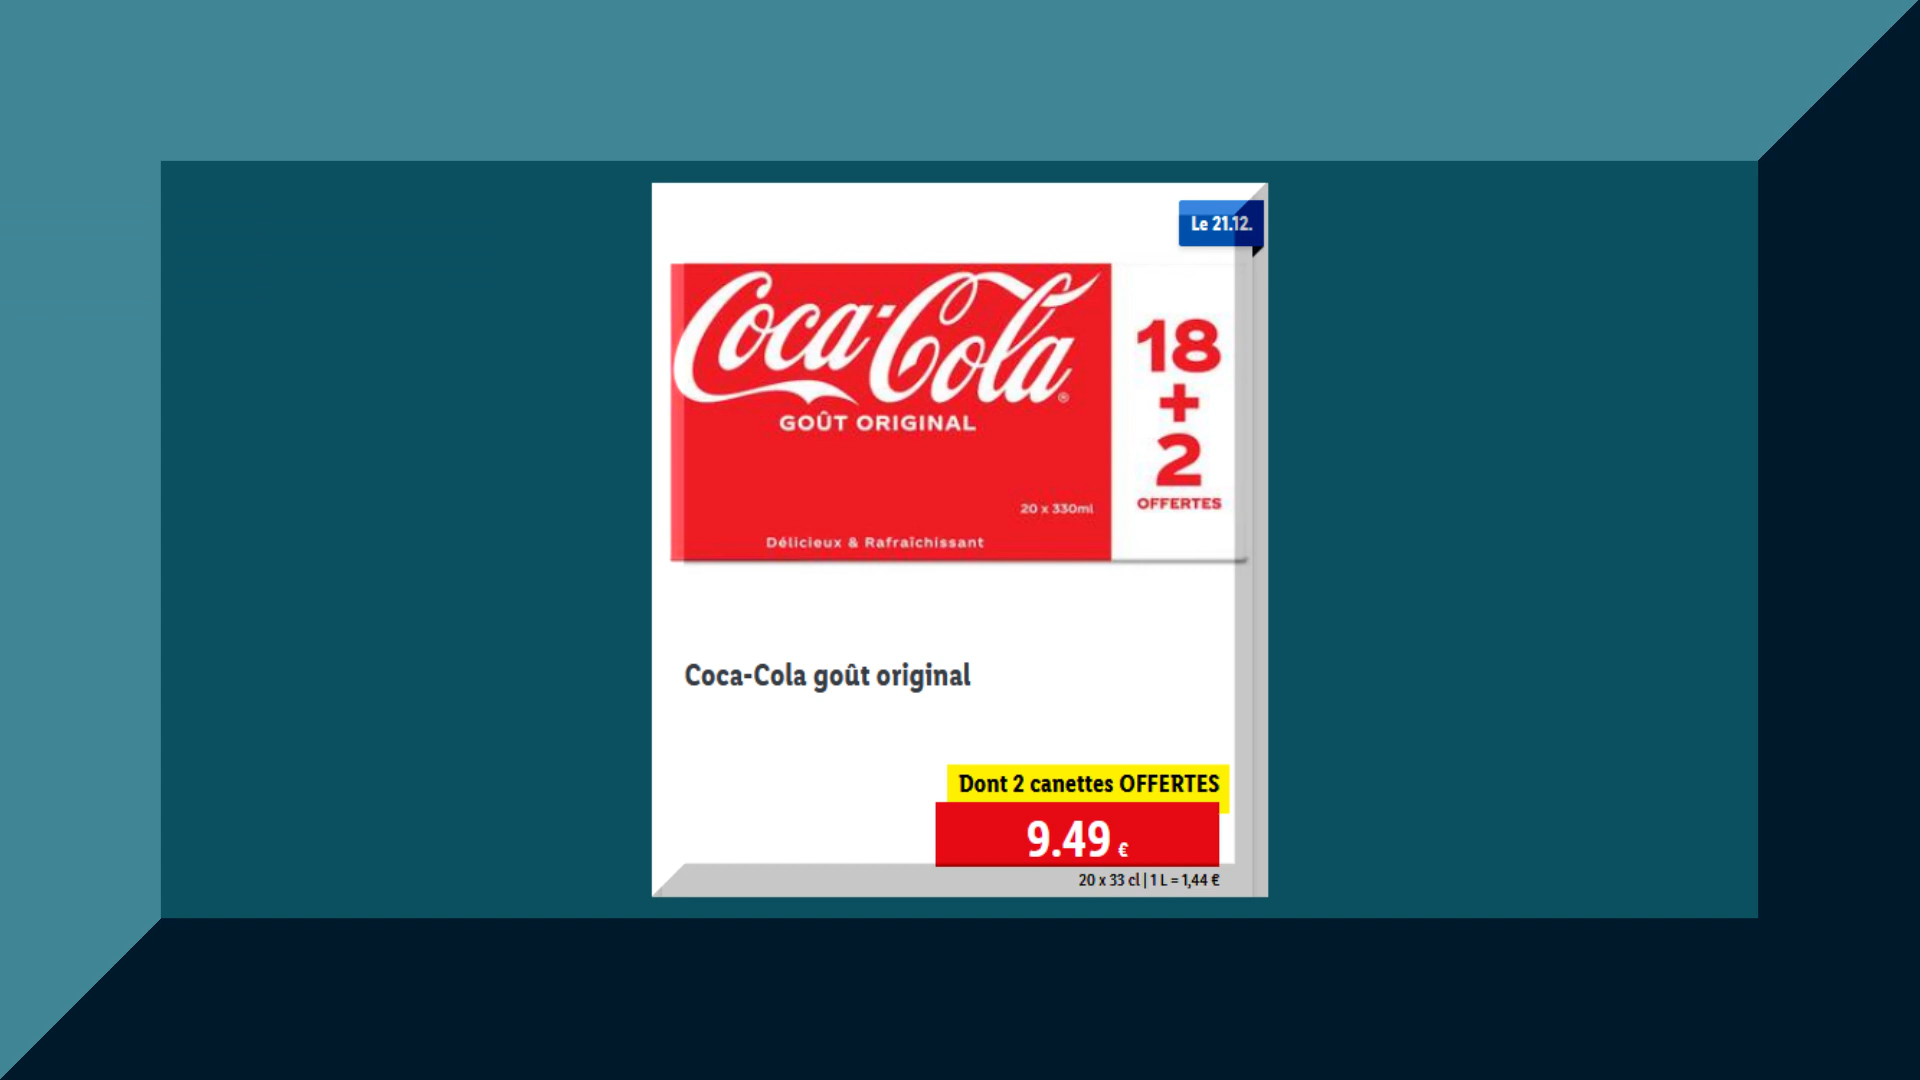 Le 21.12.
Coca-Cola®
GOÛT ORIGINAL
20 x 330ml
Délicieux & Rafraîchissant
18
+
2
OFFERTES
Coca-Cola goût original
Dont 2 canettes OFFERTES
9.49 €
20 x 33 cl | 1 L = 1,44 €